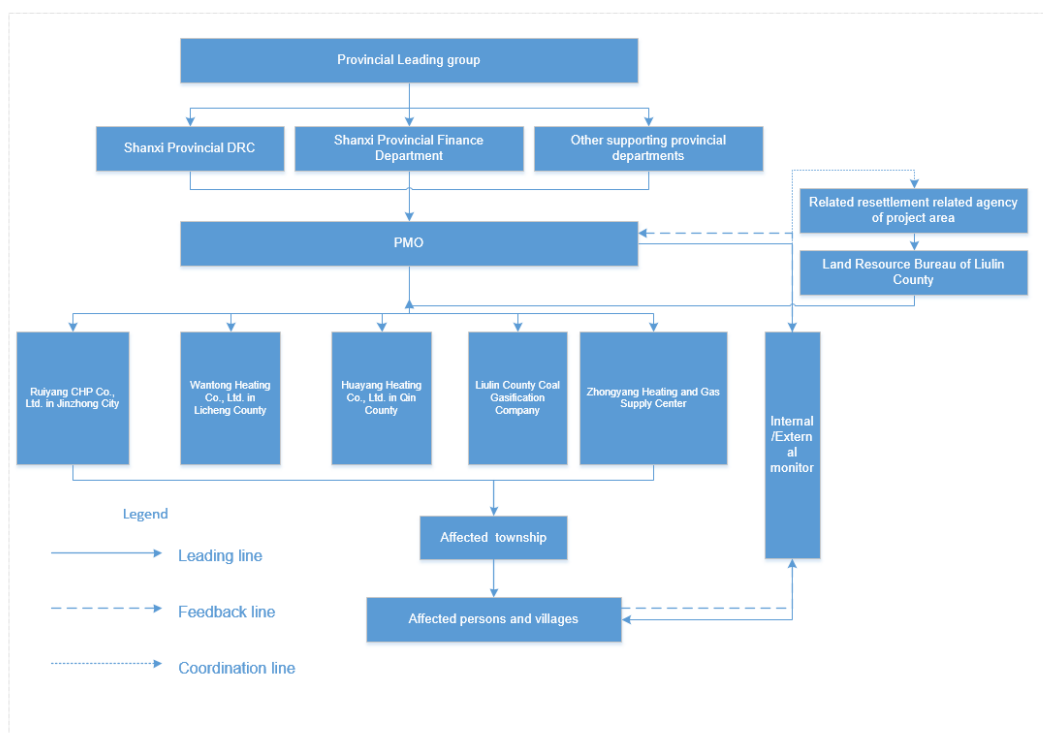 Provincial Leading group
Shanxi Provincial DRC
Shanxi Provincial Finance
Department
Other supporting provincial
departments
Related resettlement related agency
of project area
PMO
Land Resource Bureau of Liulin
County
Ruiyang CHP Co.,
Ltd. in Jinzhong City
Wantong Heating
Co., Ltd. in
Licheng County
Huayang Heating
Co., Ltd. in Qin
County
Liulin County Coal
Gasification
Company
Zhongyang Heating and Gas
Supply Center
Internal
/Extern
al
monitor
Legend
Affected township
Leading line
Feedback line
Affected persons and villages
Coordination line